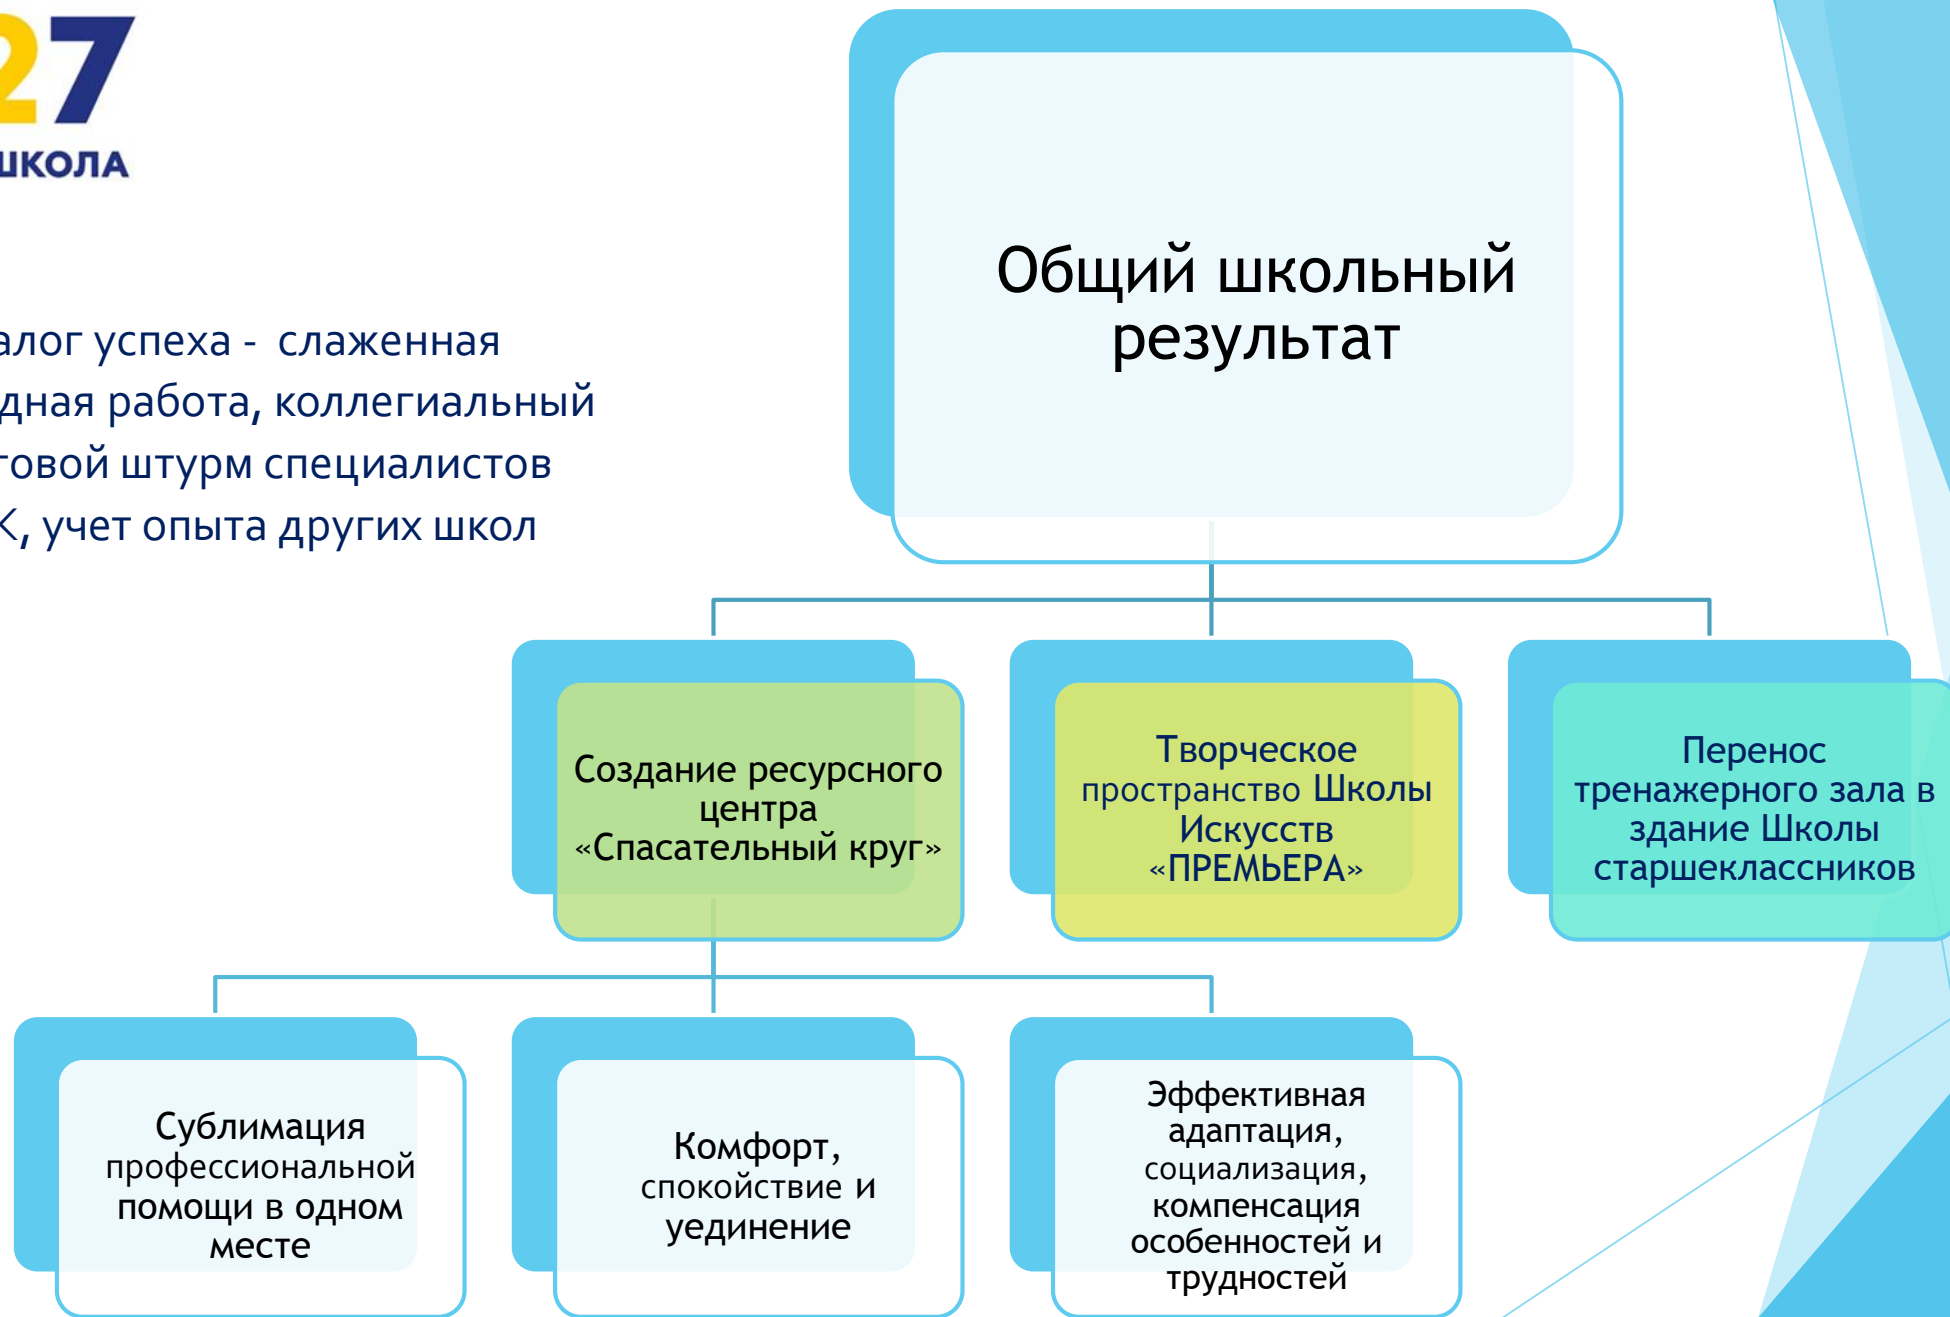 27
ШКОЛА
алог успеха - слаженная
дная работа, коллегиальный
говой штурм специалистов
К, учет опыта других школ
Общий школьный
результат
Создание ресурсного
центра
«Спасательный круг»
Творческое
пространство Школы
Искусств
«ПРЕМЬЕРА»
Перенос
тренажерного зала в
здание Школы
старшеклассников
Сублимация
профессиональной
помощи в одном
месте
Комфорт,
спокойствие и
уединение
Эффективная
адаптация,
социализация,
компенсация
особенностей и
трудностей